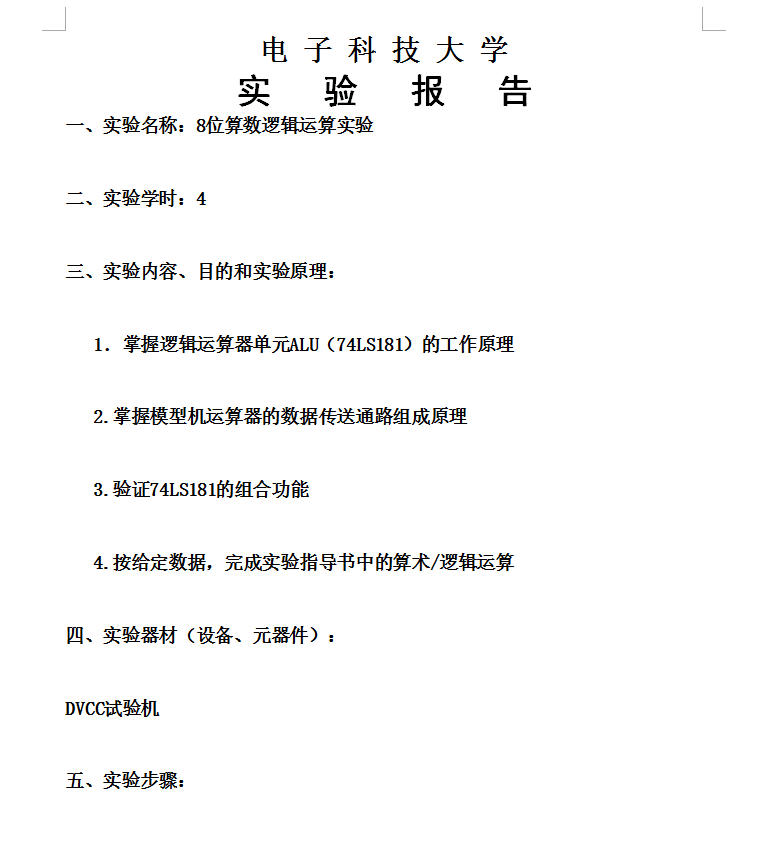 电 子 科 技 大 学
实 验 报 告
一、实验名称：8位算数逻辑运算实验
二、实验学时：4
三、实验内容、目的和实验原理：
1．掌握逻辑运算器单元ALU（74LS181）的工作原理
2.掌握模型机运算器的数据传送通路组成原理
3.验证74LS181的组合功能
4.按给定数据，完成实验指导书中的算术/逻辑运算
四、实验器材（设备、元器件）：
DVCC试验机
五、实验步骤：